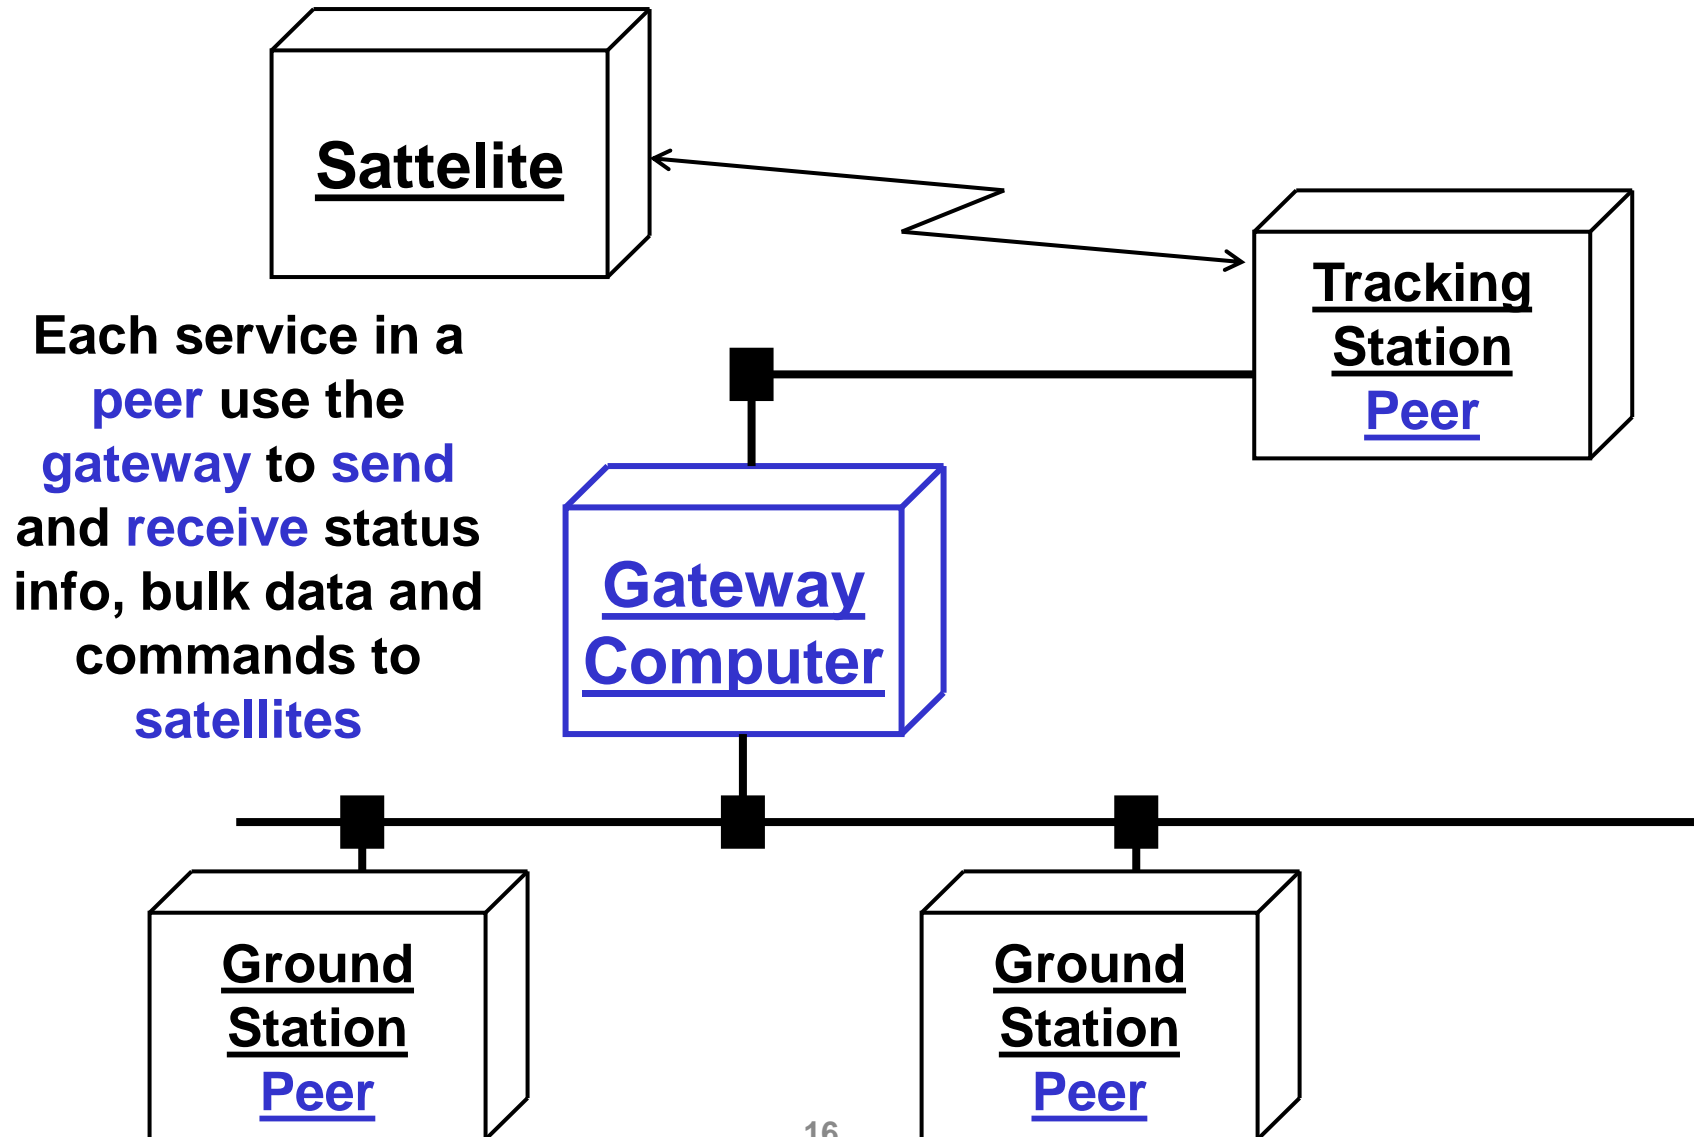 Sattelite
Tracking
Station
Peer
Each service in a
peer use the
gateway to send
and receive status
info, bulk data and
commands to
satellites
Gateway
Computer
Ground
Station
Peer
Ground
Station
Peer
16